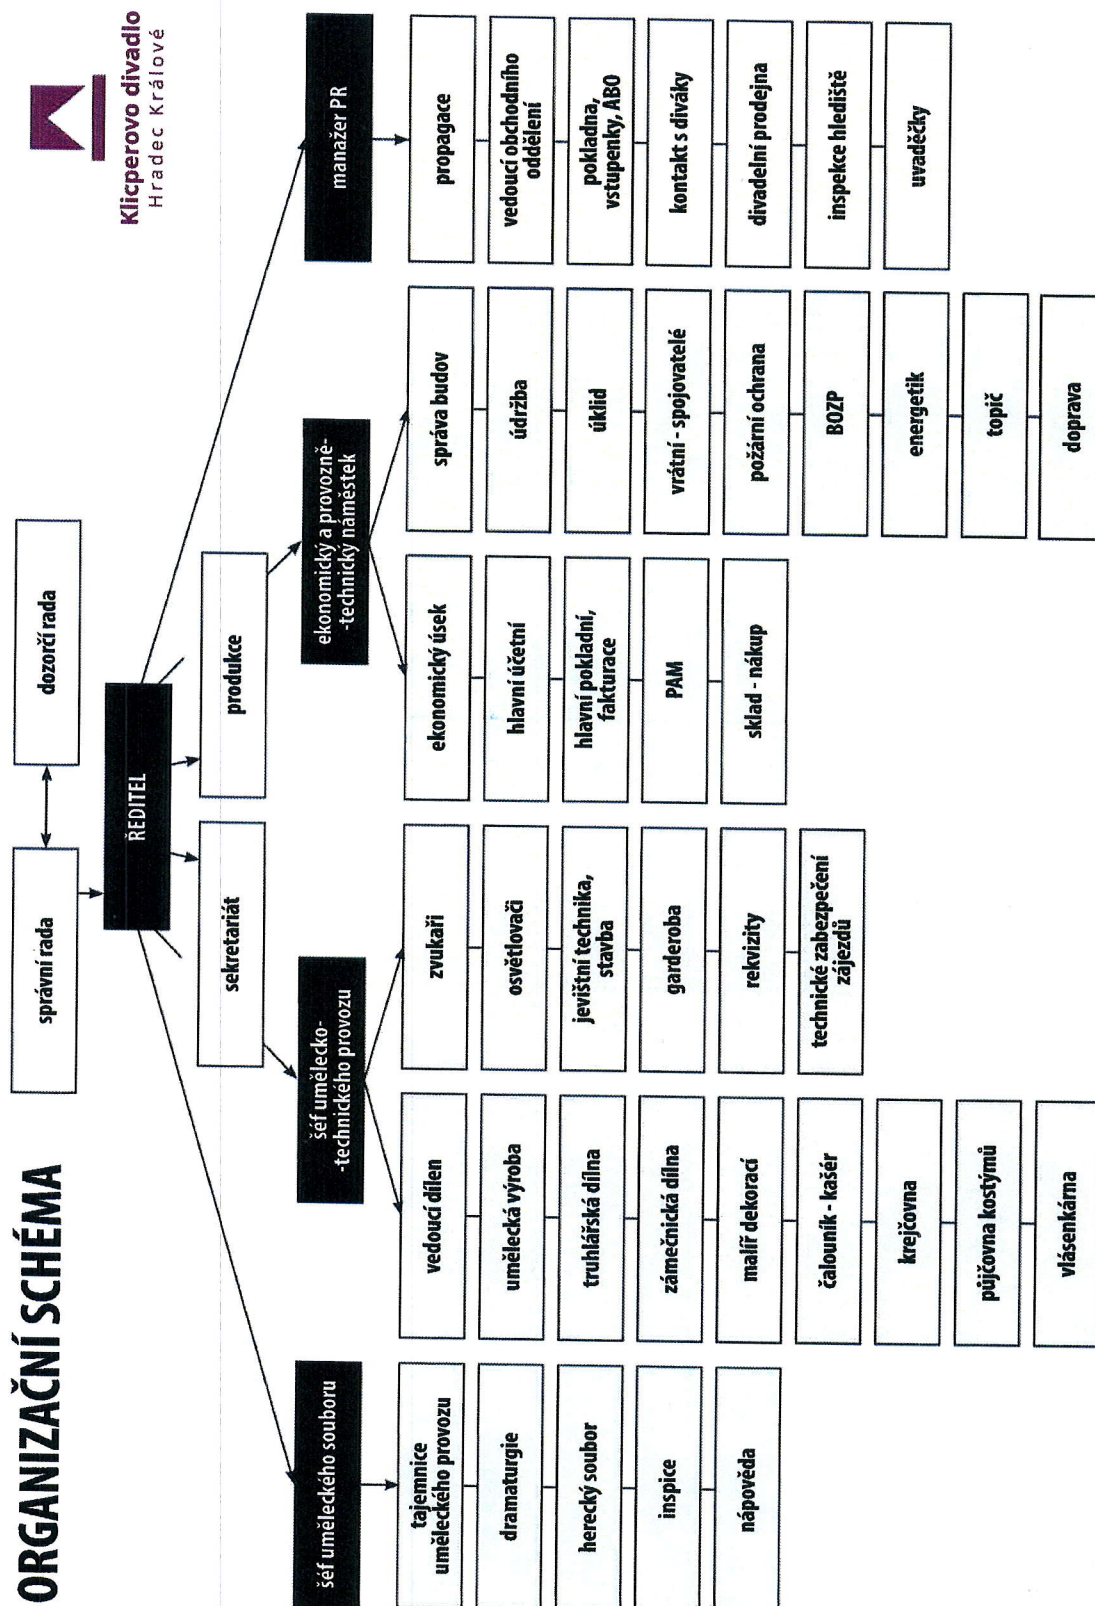 ORGANIZAČNÍ SCHÉMA
Klicperovo divadlo
Hradec Králové
správní rada
dozorčí rada
ŘEDITEL
sekretariát
produkce
šéf uměleckého souboru
šéf umělecko-
-technického provozu
ekonomický a provozně-
-technický náměstek
manažer PR
tajemnice
uměleckého provozu
dramaturgie
herecký soubor
inspice
nápověda
vedoucí dílen
umělecká výroba
truhlářská dílna
zámečnická dílna
malíř dekorací
čalouník - kašér
krejčovna
půjčovna kostýmů
vlásenkárna
zvukaři
osvětlovači
jevištní technika,
stavba
garderoba
rekvizity
technické zabezpečení
zájezdů
ekonomický úsek
hlavní účetní
hlavní pokladní,
fakturace
PAM
sklad - nákup
správa budov
údržba
úklid
vrátní - spojovatelé
požární ochrana
BOZP
energetik
topič
doprava
propagace
vedoucí obchodního
oddělení
pokladna,
vstupenky, ABO
kontakt s diváky
divadelní prodejna
inspekce hlediště
uvaděčky